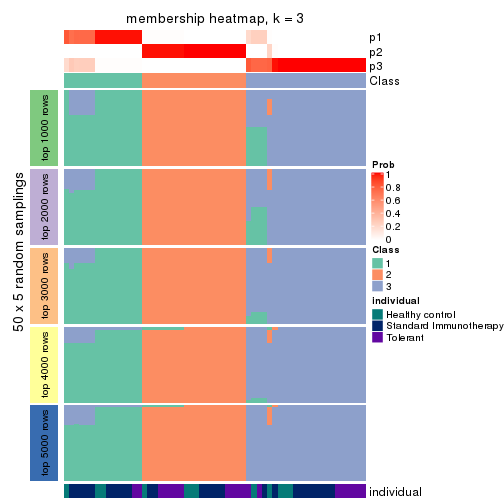 membership heatmap, k = 3
p1
p2
p3
Class
50 x 5 random samplings
top 1000 rows
top 2000 rows
top 3000 rows
top 4000 rows
top 5000 rows
Prob
1
0.8
0.6
0.4
0.2
0
Class
1
2
3
individual
Healthy control
Standard Immunotherapy
Tolerant
individual